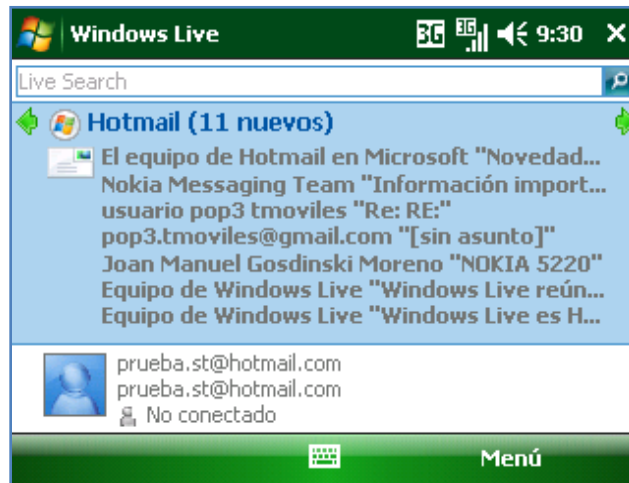 Windows Live 3G 3G 9:30
Live Search
Hotmail (11 nuevos)
El equipo de Hotmail en Microsoft "Novedad...
Nokia Messaging Team "Información import...
usuario pop3 tmoviles "Re: RE:"
pop3.tmoviles@gmail.com "[sin asunto]"
Joan Manuel Gosdinski Moreno "NOKIA 5220"
Equipo de Windows Live "Windows Live reún...
Equipo de Windows Live "Windows Live es H...
prueba.st@hotmail.com
prueba.st@hotmail.com
No conectado
Menú